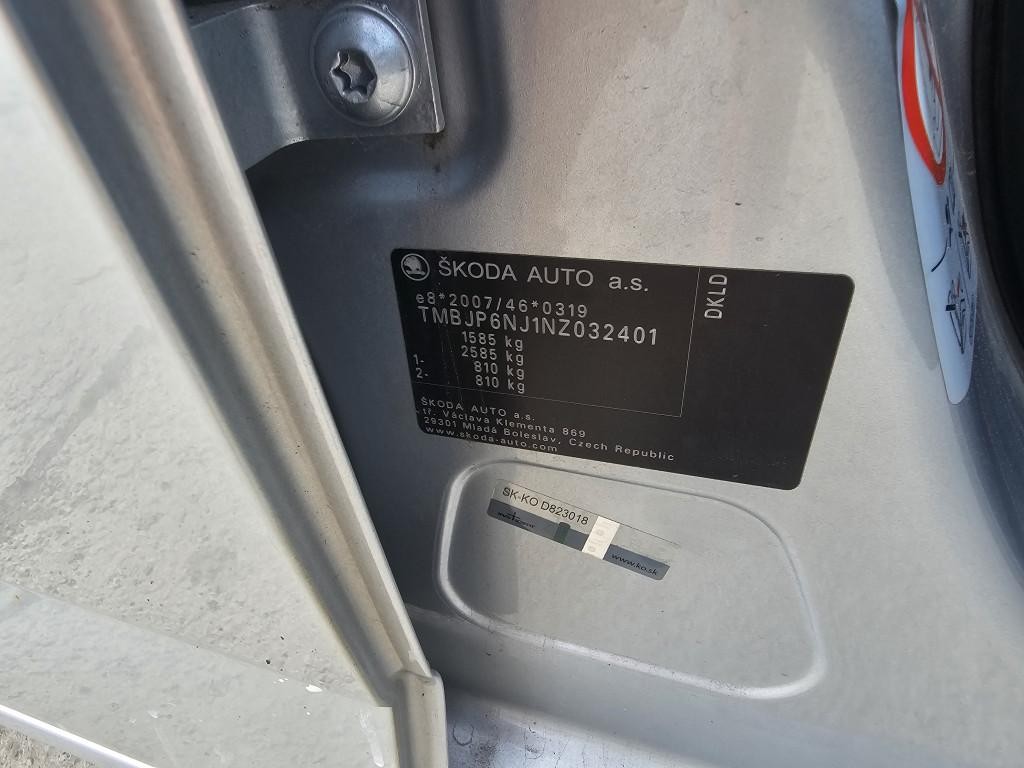 ŠKODA AUTO a.s.
DKLD
e8*2007/46*0319
TMBJP6NJ1NZ032401
1585 kg
2585 kg
1- 810 kg
2- 810 kg
ŠKODA AUTO a.s.
tř. Václava Klementa 869
29301 Mladá Boleslav, Czech Republic
www.skoda-auto.com
SK-KO D823018
www.ko.sk